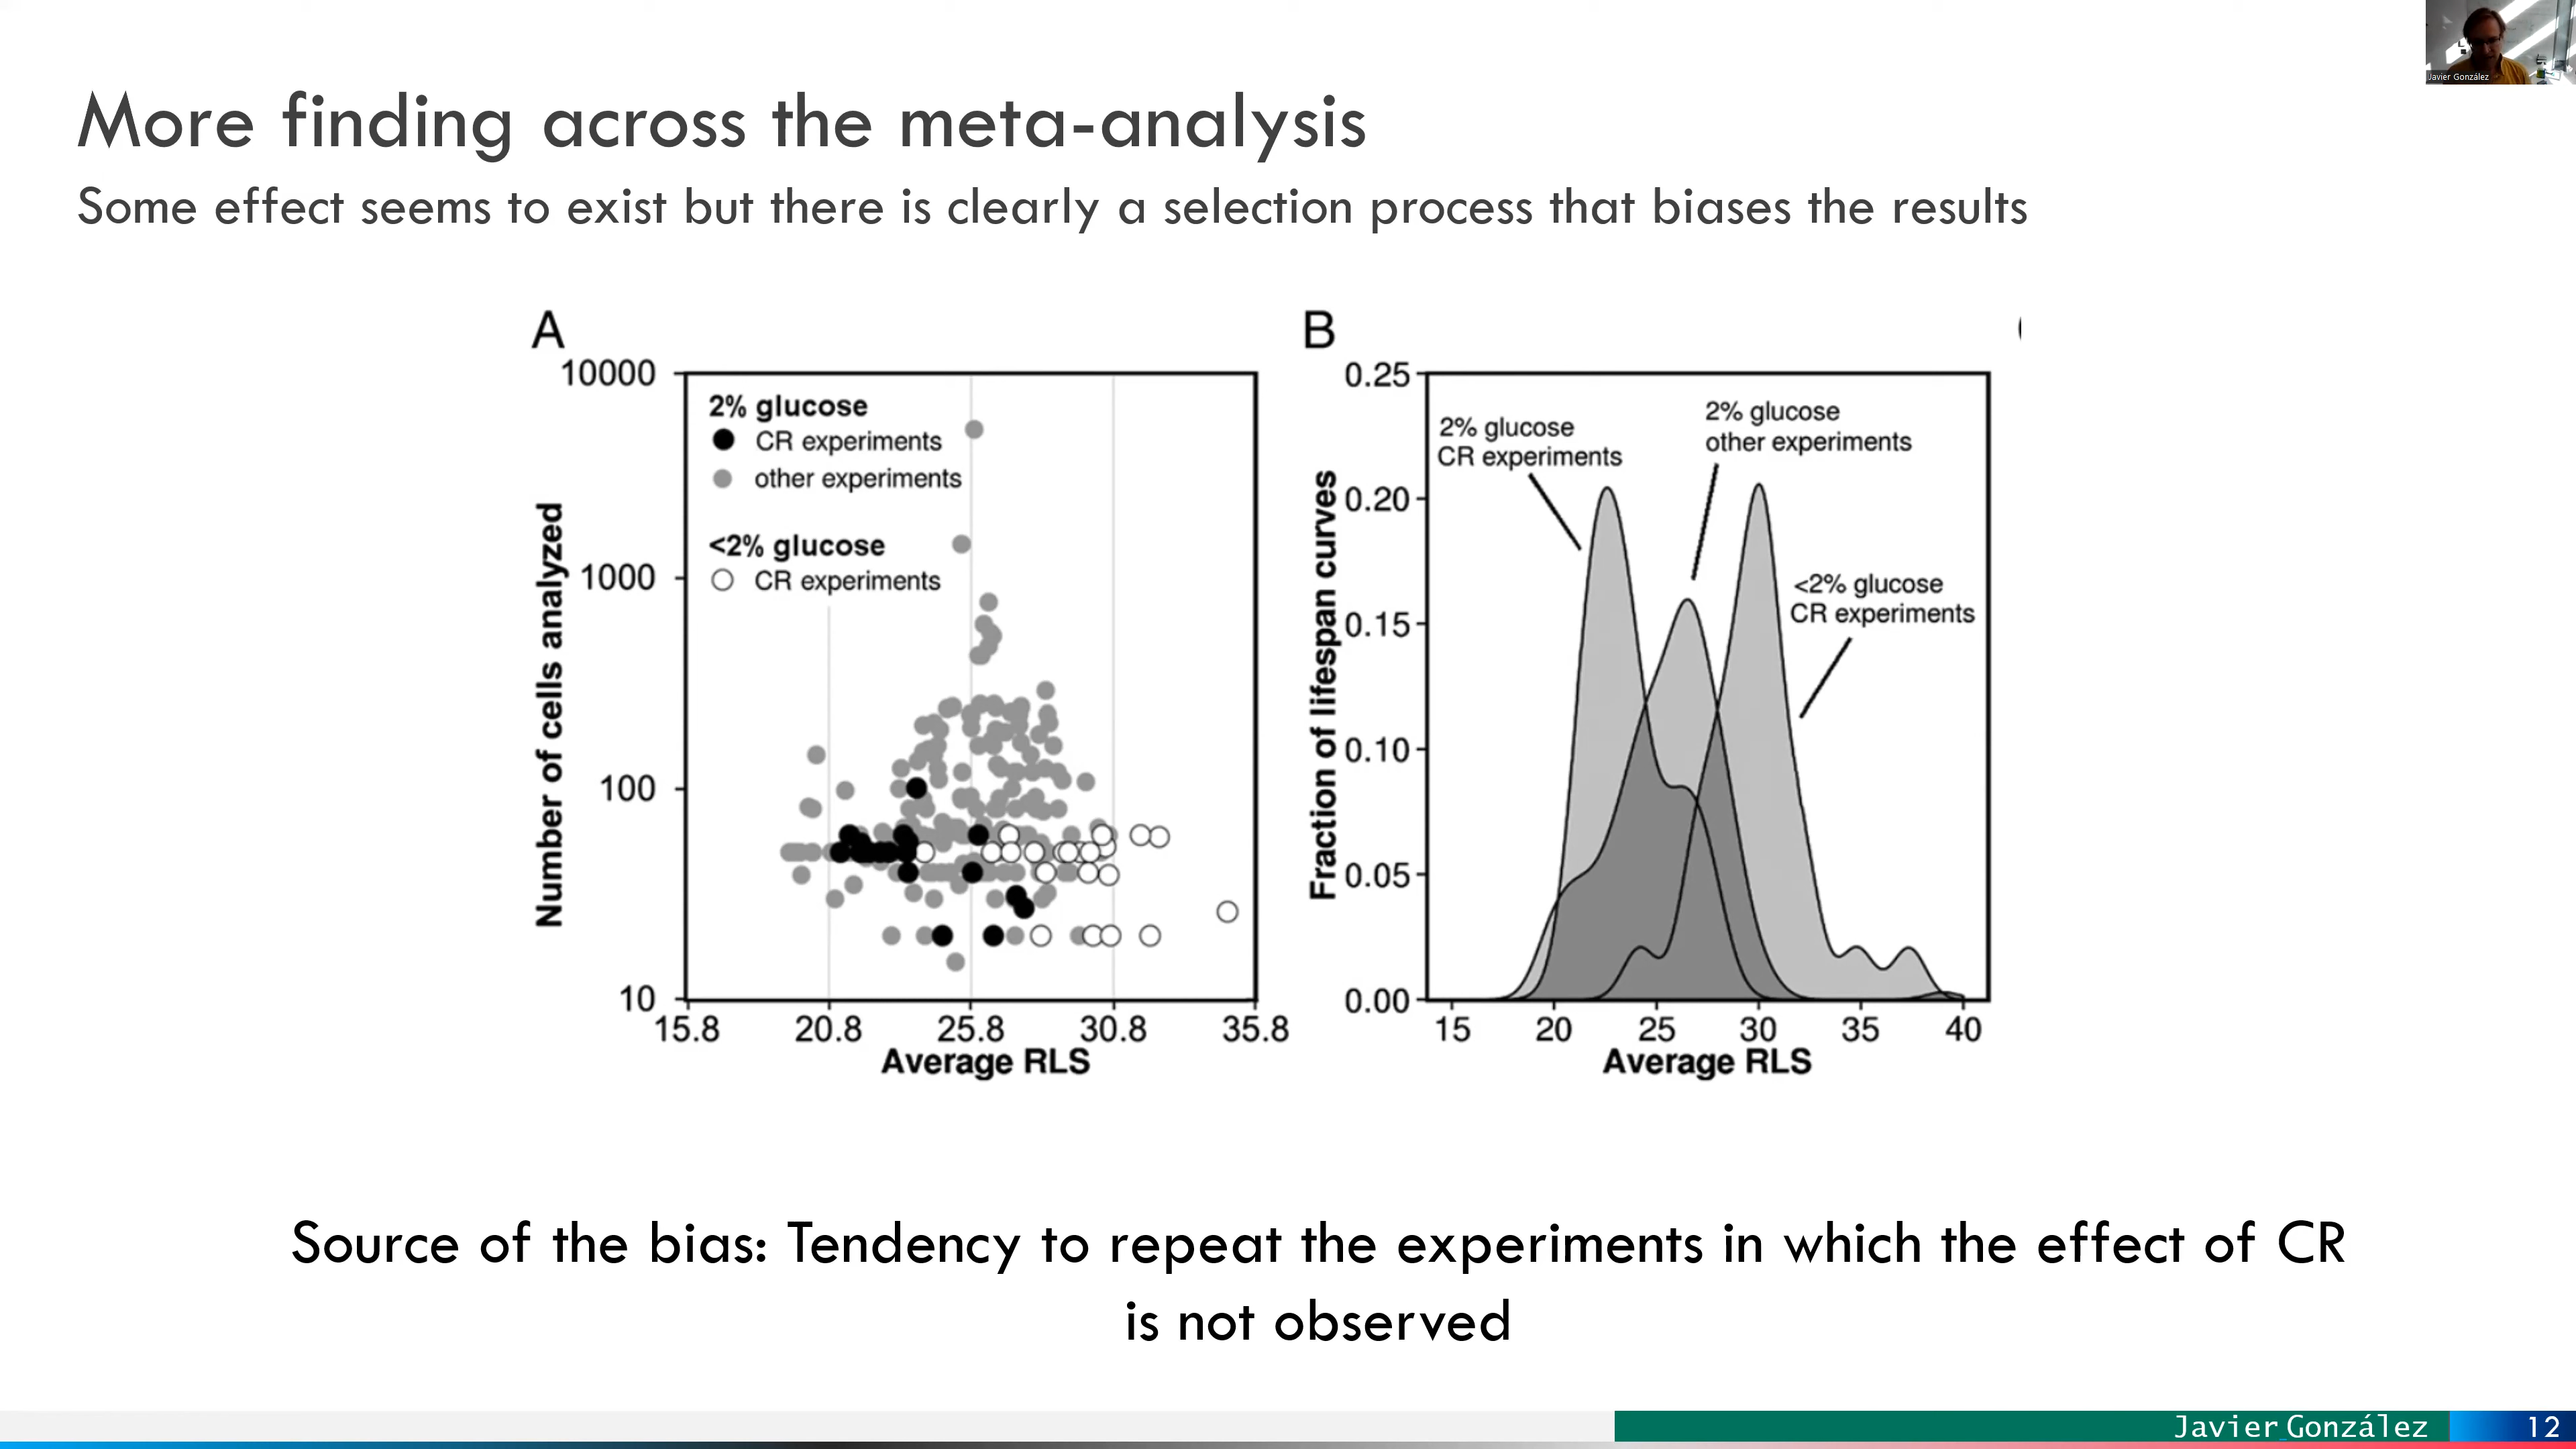 Javier González
More finding across the meta-analysis
Some effect seems to exist but there is clearly a selection process that biases the results
A
10000
1000
100
10
Number of cells analyzed
2% glucose
CR experiments
other experiments
<2% glucose
CR experiments
15.8 20.8 25.8 30.8 35.8
Average RLS
B
0.25
0.20
0.15
0.10
0.05
0.00
Fraction of lifespan curves
2% glucose
CR experiments
2% glucose
other experiments
<2% glucose
CR experiments
15 20 25 30 35 40
Average RLS
Source of the bias: Tendency to repeat the experiments in which the effect of CR
is not observed
Javier González 12